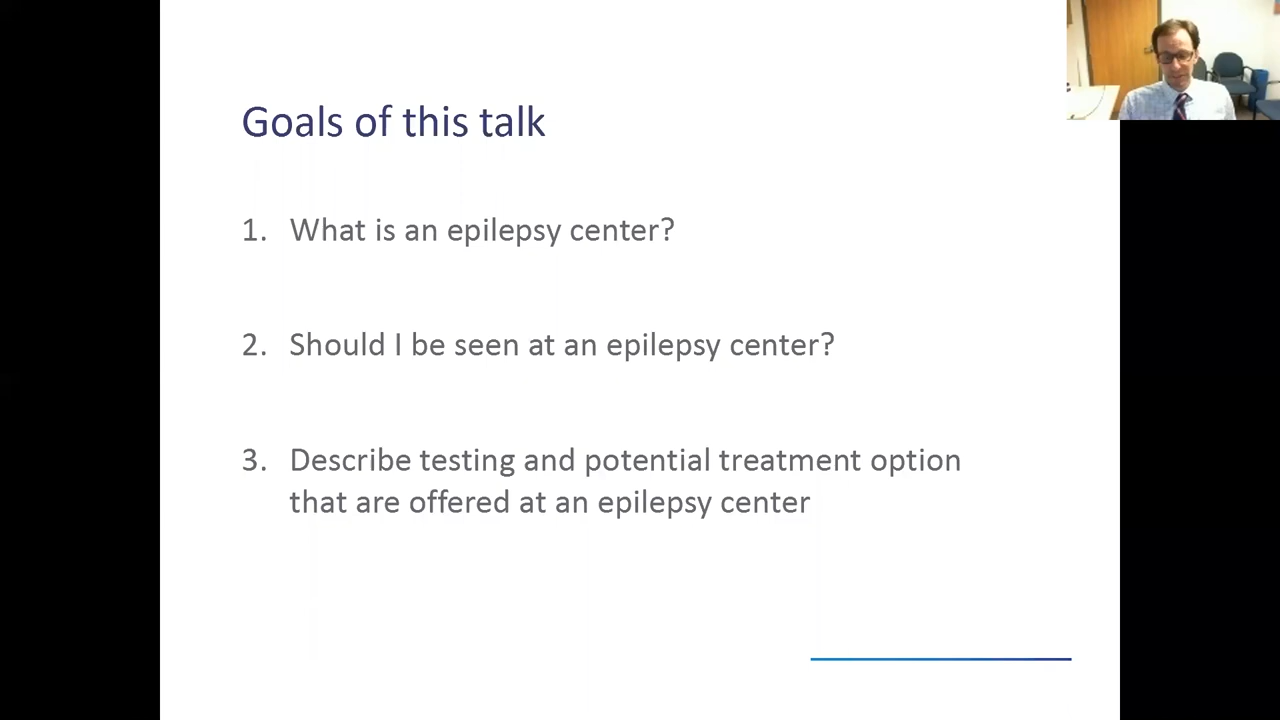 Goals of this talk
1. What is an epilepsy center?
2. Should I be seen at an epilepsy center?
3. Describe testing and potential treatment option
that are offered at an epilepsy center